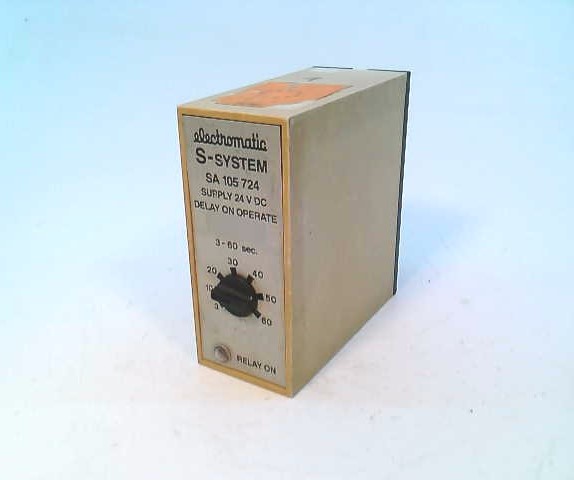 electromatic
S-SYSTEM
SA 105 724
SUPPLY 24 V DC
DELAY ON OPERATE
3-60 sec.
30
20 40
10 50
3 60
RELAY ON